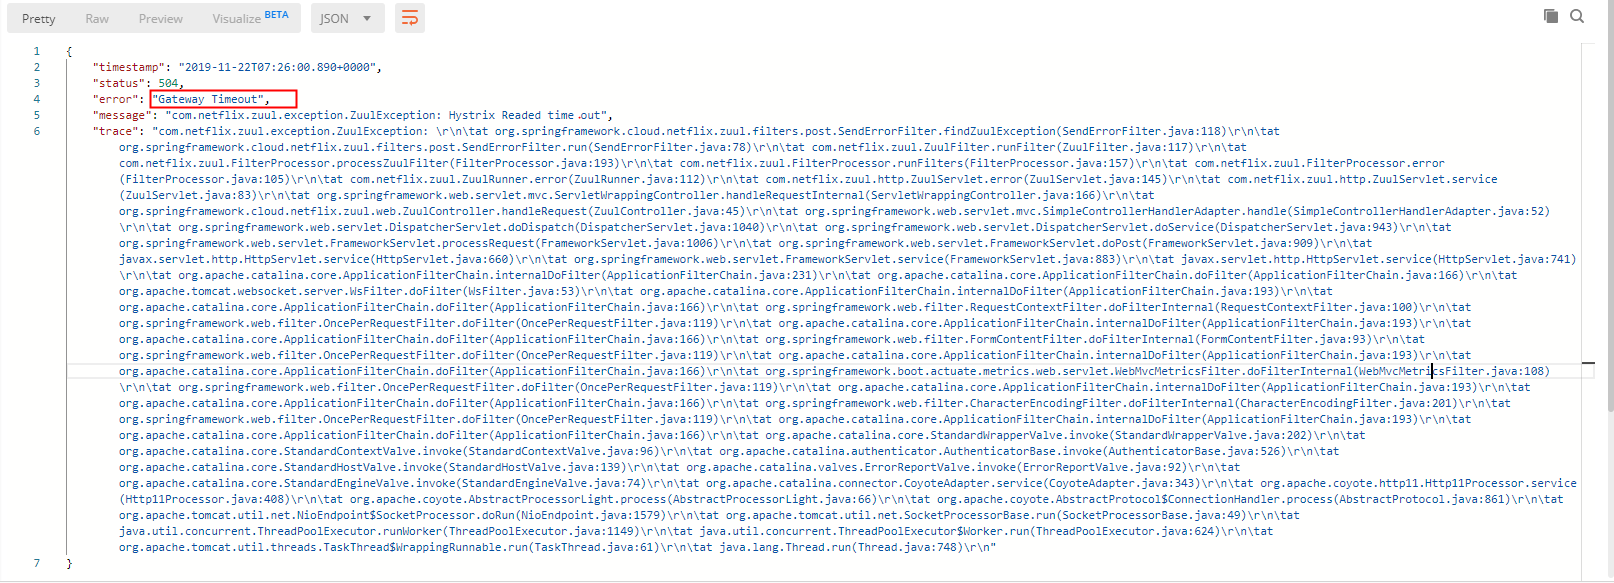 Pretty Raw Preview Visualize BETA JSON
1 {
2 "timestamp": "2019-11-22T07:26:00.890+0000",
3 "status": 504,
4 "error": "Gateway Timeout",
5 "message": "com.netflix.zuul.exception.ZuulException: Hystrix Readed time out",
6 "trace": "com.netflix.zuul.exception.ZuulException: \r\n\tat org.springframework.cloud.netflix.zuul.filters.post.SendErrorFilter.findZuulException(SendErrorFilter.java:118)\r\n\tat
org.springframework.cloud.netflix.zuul.filters.post.SendErrorFilter.run(SendErrorFilter.java:78)\r\n\tat com.netflix.zuul.ZuulFilter.runFilter(ZuulFilter.java:117)\r\n\tat
com.netflix.zuul.FilterProcessor.processZuulFilter(FilterProcessor.java:193)\r\n\tat com.netflix.zuul.FilterProcessor.runFilters(FilterProcessor.java:157)\r\n\tat com.netflix.zuul.FilterProcessor.error
(FilterProcessor.java:105)\r\n\tat com.netflix.zuul.ZuulRunner.error(ZuulRunner.java:112)\r\n\tat com.netflix.zuul.http.ZuulServlet.error(ZuulServlet.java:145)\r\n\tat com.netflix.zuul.http.ZuulServlet.service
(ZuulServlet.java:83)\r\n\tat org.springframework.web.servlet.mvc.ServletWrappingController.handleRequestInternal(ServletWrappingController.java:166)\r\n\tat
org.springframework.cloud.netflix.zuul.web.ZuulController.handleRequest(ZuulController.java:45)\r\n\tat org.springframework.web.servlet.mvc.SimpleControllerHandlerAdapter.handle(SimpleControllerHandlerAdapter.java:52)
\r\n\tat org.springframework.web.servlet.DispatcherServlet.doDispatch(DispatcherServlet.java:1040)\r\n\tat org.springframework.web.servlet.DispatcherServlet.doService(DispatcherServlet.java:943)\r\n\tat
org.springframework.web.servlet.FrameworkServlet.processRequest(FrameworkServlet.java:1006)\r\n\tat org.springframework.web.servlet.FrameworkServlet.doPost(FrameworkServlet.java:909)\r\n\tat
javax.servlet.http.HttpServlet.service(HttpServlet.java:660)\r\n\tat org.springframework.web.servlet.FrameworkServlet.service(FrameworkServlet.java:883)\r\n\tat javax.servlet.http.HttpServlet.service(HttpServlet.java:741)
\r\n\tat org.apache.catalina.core.ApplicationFilterChain.internalDoFilter(ApplicationFilterChain.java:231)\r\n\tat org.apache.catalina.core.ApplicationFilterChain.doFilter(ApplicationFilterChain.java:166)\r\n\tat
org.apache.tomcat.websocket.server.WsFilter.doFilter(WsFilter.java:53)\r\n\tat org.apache.catalina.core.ApplicationFilterChain.internalDoFilter(ApplicationFilterChain.java:193)\r\n\tat
org.apache.catalina.core.ApplicationFilterChain.doFilter(ApplicationFilterChain.java:166)\r\n\tat org.springframework.web.filter.RequestContextFilter.doFilterInternal(RequestContextFilter.java:100)\r\n\tat
org.springframework.web.filter.OncePerRequestFilter.doFilter(OncePerRequestFilter.java:119)\r\n\tat org.apache.catalina.core.ApplicationFilterChain.internalDoFilter(ApplicationFilterChain.java:193)\r\n\tat
org.apache.catalina.core.ApplicationFilterChain.doFilter(ApplicationFilterChain.java:166)\r\n\tat org.springframework.web.filter.FormContentFilter.doFilterInternal(FormContentFilter.java:93)\r\n\tat
org.springframework.web.filter.OncePerRequestFilter.doFilter(OncePerRequestFilter.java:119)\r\n\tat org.apache.catalina.core.ApplicationFilterChain.internalDoFilter(ApplicationFilterChain.java:193)\r\n\tat
org.apache.catalina.core.ApplicationFilterChain.doFilter(ApplicationFilterChain.java:166)\r\n\tat org.springframework.boot.actuate.metrics.web.servlet.WebMvcMetricsFilter.doFilterInternal(WebMvcMetricsFilter.java:108)
\r\n\tat org.springframework.web.filter.OncePerRequestFilter.doFilter(OncePerRequestFilter.java:119)\r\n\tat org.apache.catalina.core.ApplicationFilterChain.internalDoFilter(ApplicationFilterChain.java:193)\r\n\tat
org.apache.catalina.core.ApplicationFilterChain.doFilter(ApplicationFilterChain.java:166)\r\n\tat org.springframework.web.filter.CharacterEncodingFilter.doFilterInternal(CharacterEncodingFilter.java:201)\r\n\tat
org.springframework.web.filter.OncePerRequestFilter.doFilter(OncePerRequestFilter.java:119)\r\n\tat org.apache.catalina.core.ApplicationFilterChain.internalDoFilter(ApplicationFilterChain.java:193)\r\n\tat
org.apache.catalina.core.ApplicationFilterChain.doFilter(ApplicationFilterChain.java:166)\r\n\tat org.apache.catalina.core.StandardWrapperValve.invoke(StandardWrapperValve.java:202)\r\n\tat
org.apache.catalina.core.StandardContextValve.invoke(StandardContextValve.java:96)\r\n\tat org.apache.catalina.authenticator.AuthenticatorBase.invoke(AuthenticatorBase.java:526)\r\n\tat
org.apache.catalina.core.StandardHostValve.invoke(StandardHostValve.java:139)\r\n\tat org.apache.catalina.valves.ErrorReportValve.invoke(ErrorReportValve.java:92)\r\n\tat
org.apache.catalina.core.StandardEngineValve.invoke(StandardEngineValve.java:74)\r\n\tat org.apache.catalina.connector.CoyoteAdapter.service(CoyoteAdapter.java:343)\r\n\tat org.apache.coyote.http11.Http11Processor.service
(Http11Processor.java:408)\r\n\tat org.apache.coyote.AbstractProcessorLight.process(AbstractProcessorLight.java:66)\r\n\tat org.apache.coyote.AbstractProtocol$ConnectionHandler.process(AbstractProtocol.java:861)\r\n\tat
org.apache.tomcat.util.net.NioEndpoint$SocketProcessor.doRun(NioEndpoint.java:1579)\r\n\tat org.apache.tomcat.util.net.SocketProcessorBase.run(SocketProcessorBase.java:49)\r\n\tat
java.util.concurrent.ThreadPoolExecutor.runWorker(ThreadPoolExecutor.java:1149)\r\n\tat java.util.concurrent.ThreadPoolExecutor$Worker.run(ThreadPoolExecutor.java:624)\r\n\tat
org.apache.tomcat.util.threads.TaskThread$WrappingRunnable.run(TaskThread.java:61)\r\n\tat java.lang.Thread.run(Thread.java:748)\r\n"
7 }